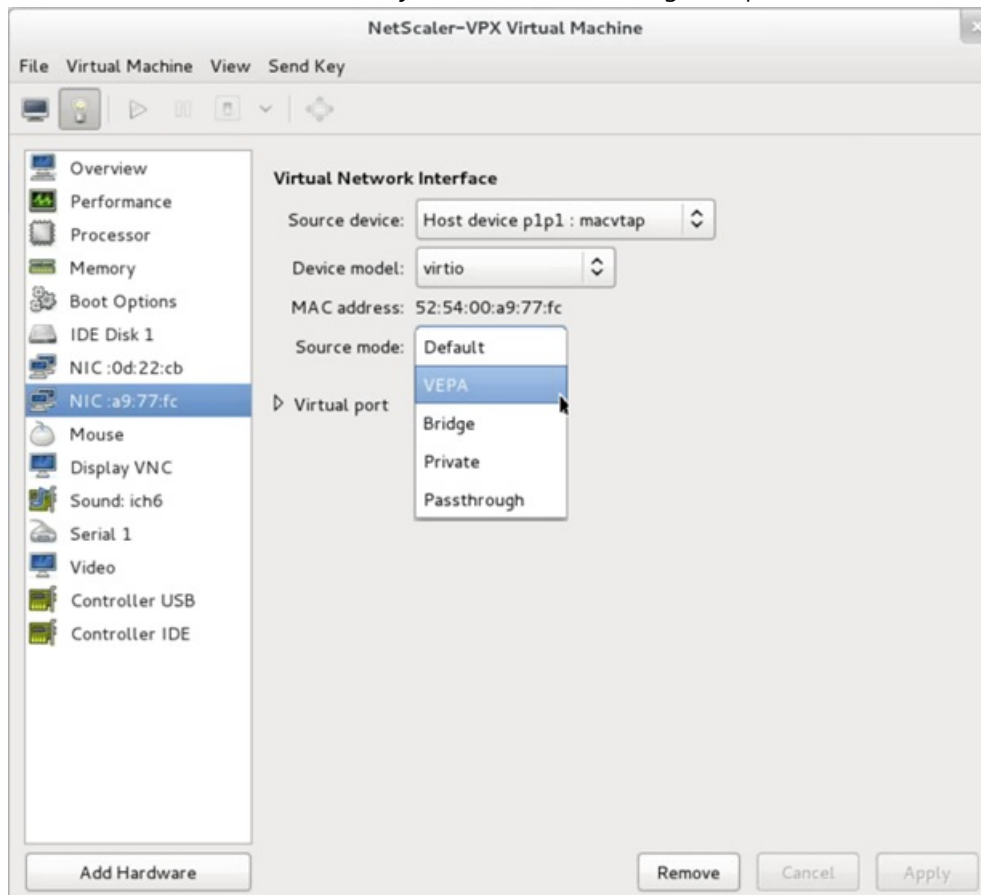 NetScaler-VPX Virtual Machine
File Virtual Machine View Send Key
Overview
Performance
Processor
Memory
Boot Options
IDE Disk 1
NIC :0d:22:cb
NIC :a9:77:fc
Mouse
Display VNC
Sound: ich6
Serial 1
Video
Controller USB
Controller IDE
Add Hardware
Virtual Network Interface
Source device: Host device p1p1 : macvtap
Device model: virtio
MAC address: 52:54:00:a9:77:fc
Source mode: Default
VEPA
Bridge
Private
Passthrough
Virtual port
Remove Cancel Apply